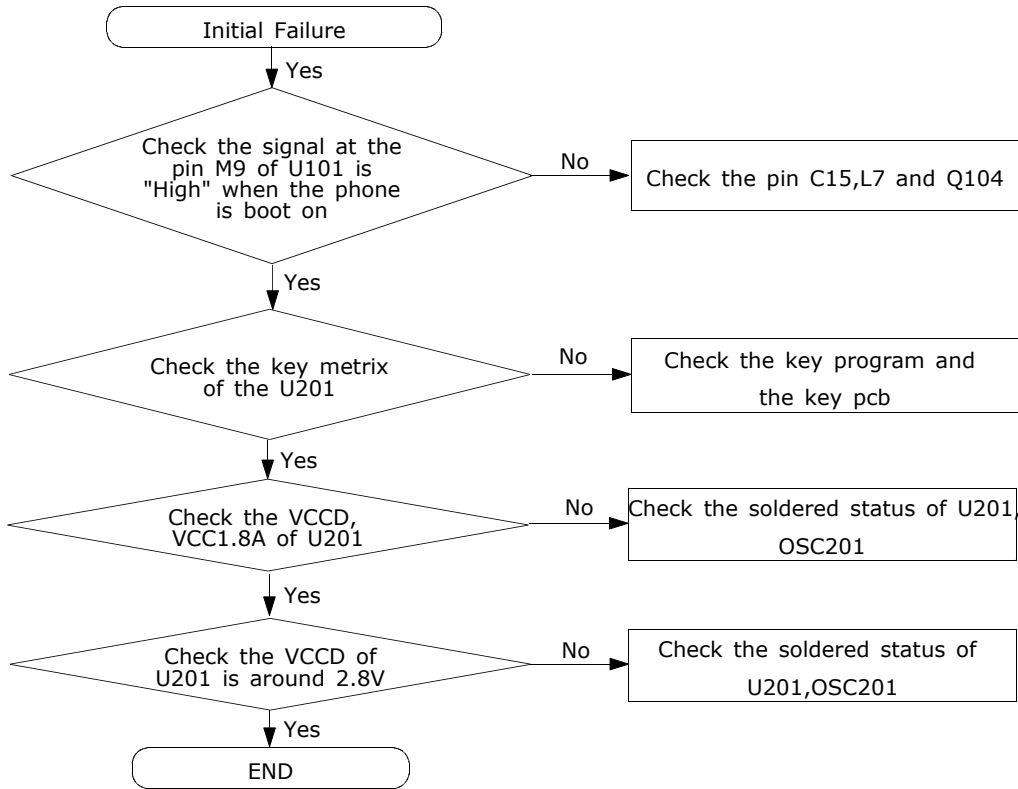 Initial Failure
Yes
Check the signal at the
pin M9 of U101 is
"High" when the phone
is boot on
No
Check the pin C15,L7 and Q104
Yes
Check the key metrix
of the U201
No
Check the key program and
the key pcb
Yes
Check the VCCD,
VCC1.8A of U201
No
Check the soldered status of U201,
OSC201
Yes
Check the VCCD of
U201 is around 2.8V
No
Check the soldered status of
U201,OSC201
Yes
END